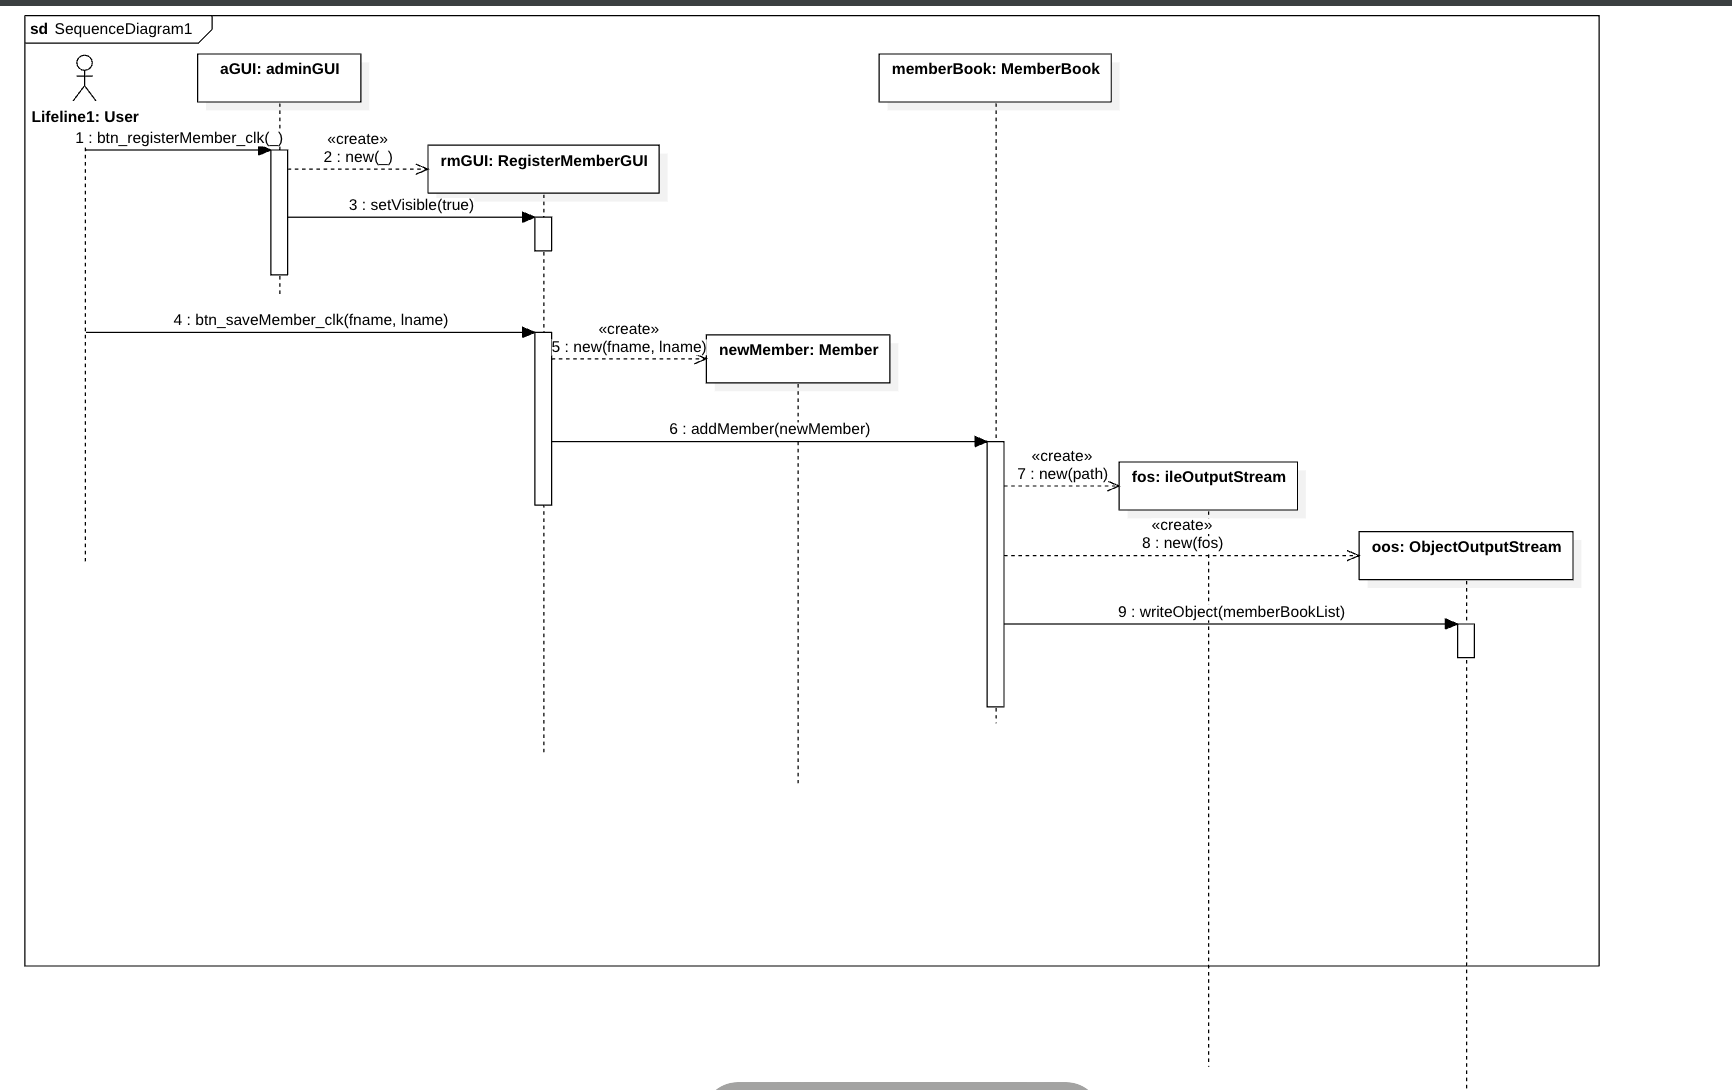 sd SequenceDiagram1
aGUI: adminGUI
memberBook: MemberBook
Lifeline1: User
1 : btn_registerMember_clk(_)
«create»
2 : new(_)
rmGUI: RegisterMemberGUI
3 : setVisible(true)
4 : btn_saveMember_clk(fname, lname)
«create»
5 : new(fname, lname)
newMember: Member
6 : addMember(newMember)
«create»
7 : new(path)
fos: ileOutputStream
«create»
8 : new(fos)
oos: ObjectOutputStream
9 : writeObject(memberBookList)